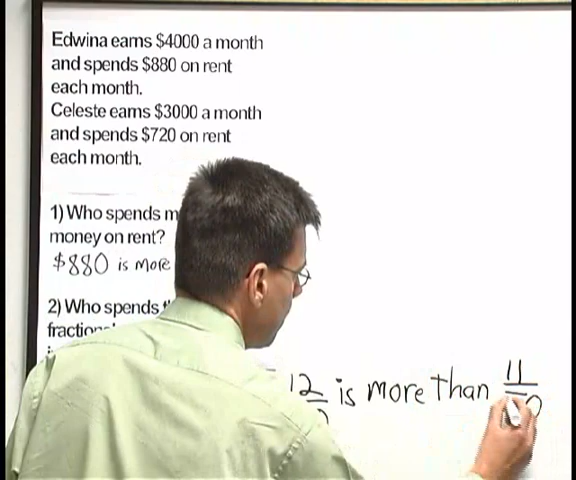 Edwina earns $4000 a month
and spends $880 on rent
each month.
Celeste earns $3000 a month
and spends $720 on rent
each month.
1) Who spends
money on rent?
$880 is more
2) Who spends
12 is more than 11